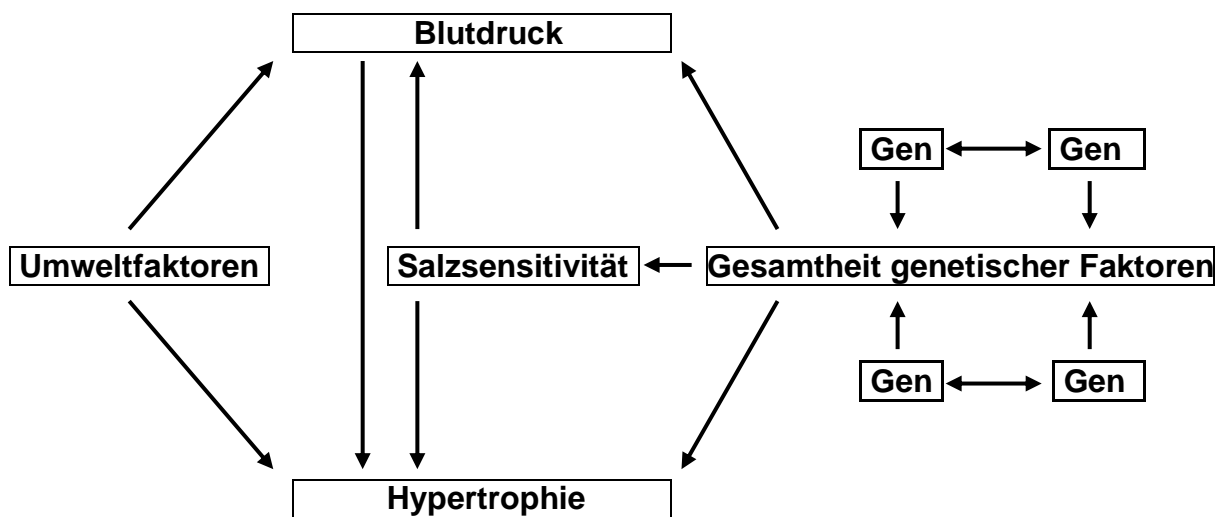 Blutdruck
Gen Gen
Umweltfaktoren Salzsensitivität Gesamtheit genetischer Faktoren
Gen Gen
Hypertrophie